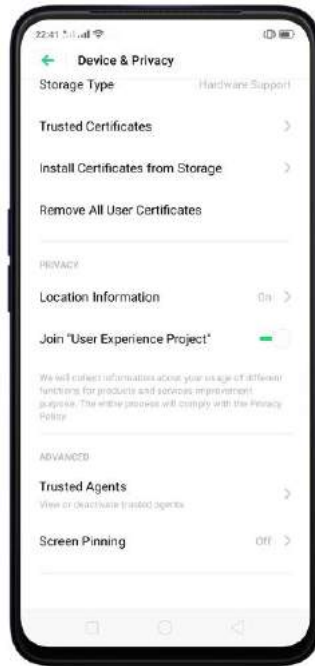 22:41
Device & Privacy
Storage Type Hardware Support
Trusted Certificates
Install Certificates from Storage
Remove All User Certificates
PRIVACY
Location Information On
Join "User Experience Project"
We will collect information about your usage of different
functions for products and services improvement
purpose. The entire process will comply with the Privacy
Policy
ADVANCED
Trusted Agents
View or deactivate trusted agents
Screen Pinning Off